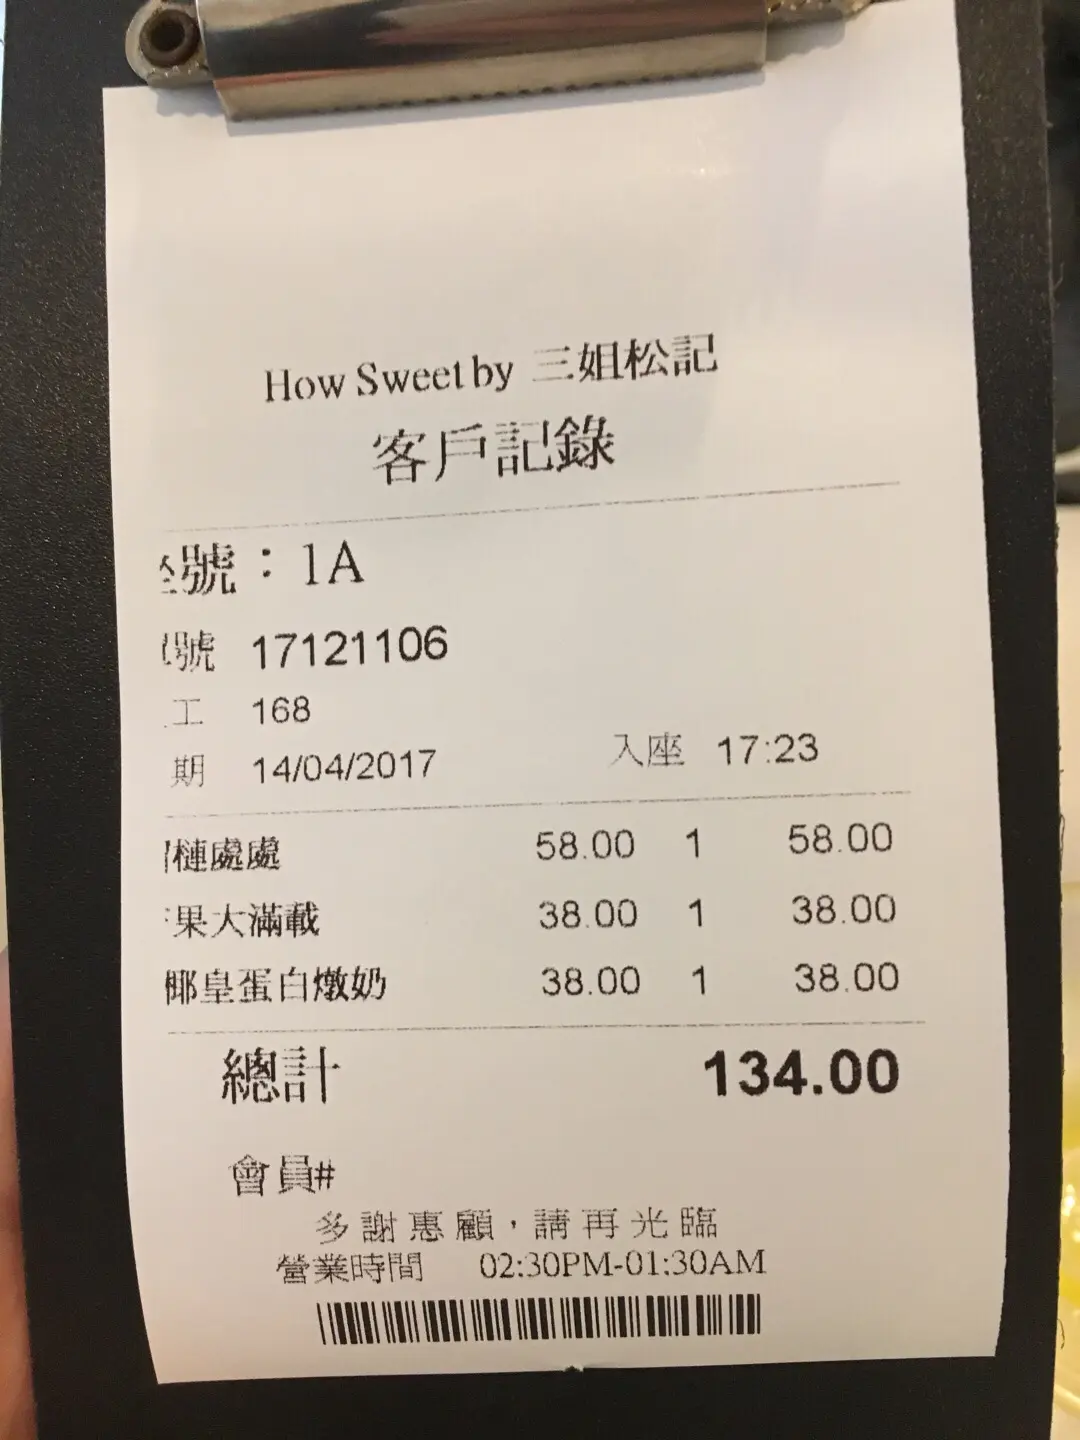 How Sweet by 三姐松記
客戶記錄
號：1A
號 17121106
工 168
期 14/04/2017 入座 17:23
槤處處 58.00 1 58.00
果大滿載 38.00 1 38.00
椰皇蛋白燉奶 38.00 1 38.00
總計 134.00
會員#
多謝惠顧，請再光臨
營業時間 02:30PM-01:30AM